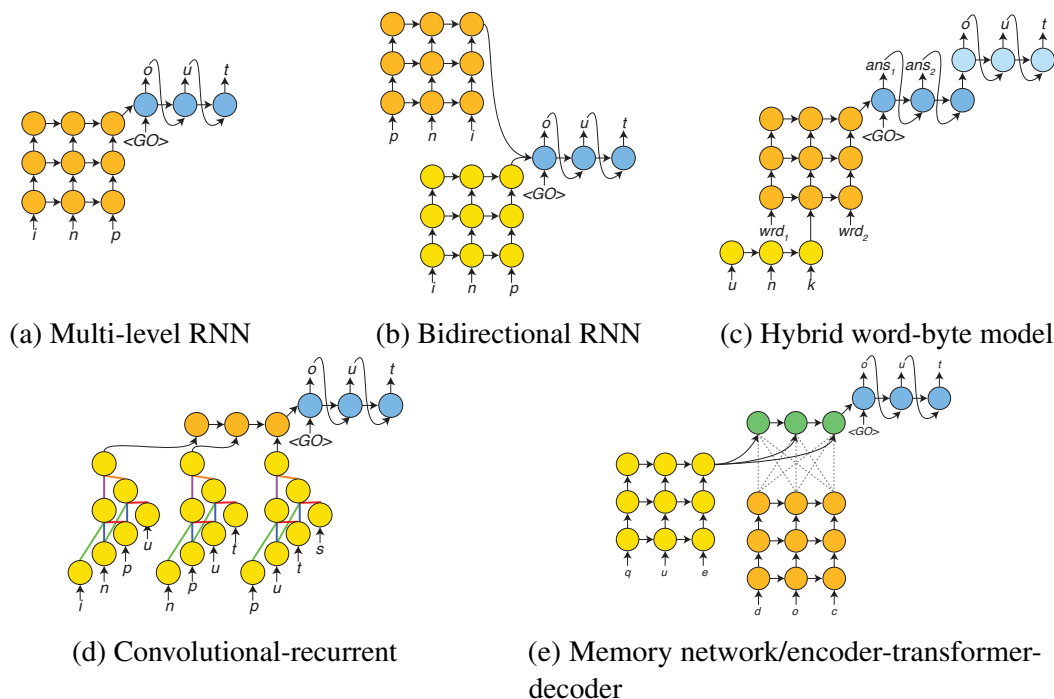 o u t
<GO>
i n p
(a) Multi-level RNN
p n i
o u t
<GO>
i n p
(b) Bidirectional RNN
o u t
ans1 ans2
<GO>
wrd1 wrd2
u n k
(c) Hybrid word-byte model
o u t
<GO>
u t s
p u t
n p u
i n p
(d) Convolutional-recurrent
o u t
<GO>
q u e
d o c
(e) Memory network/encoder-transformer-
decoder